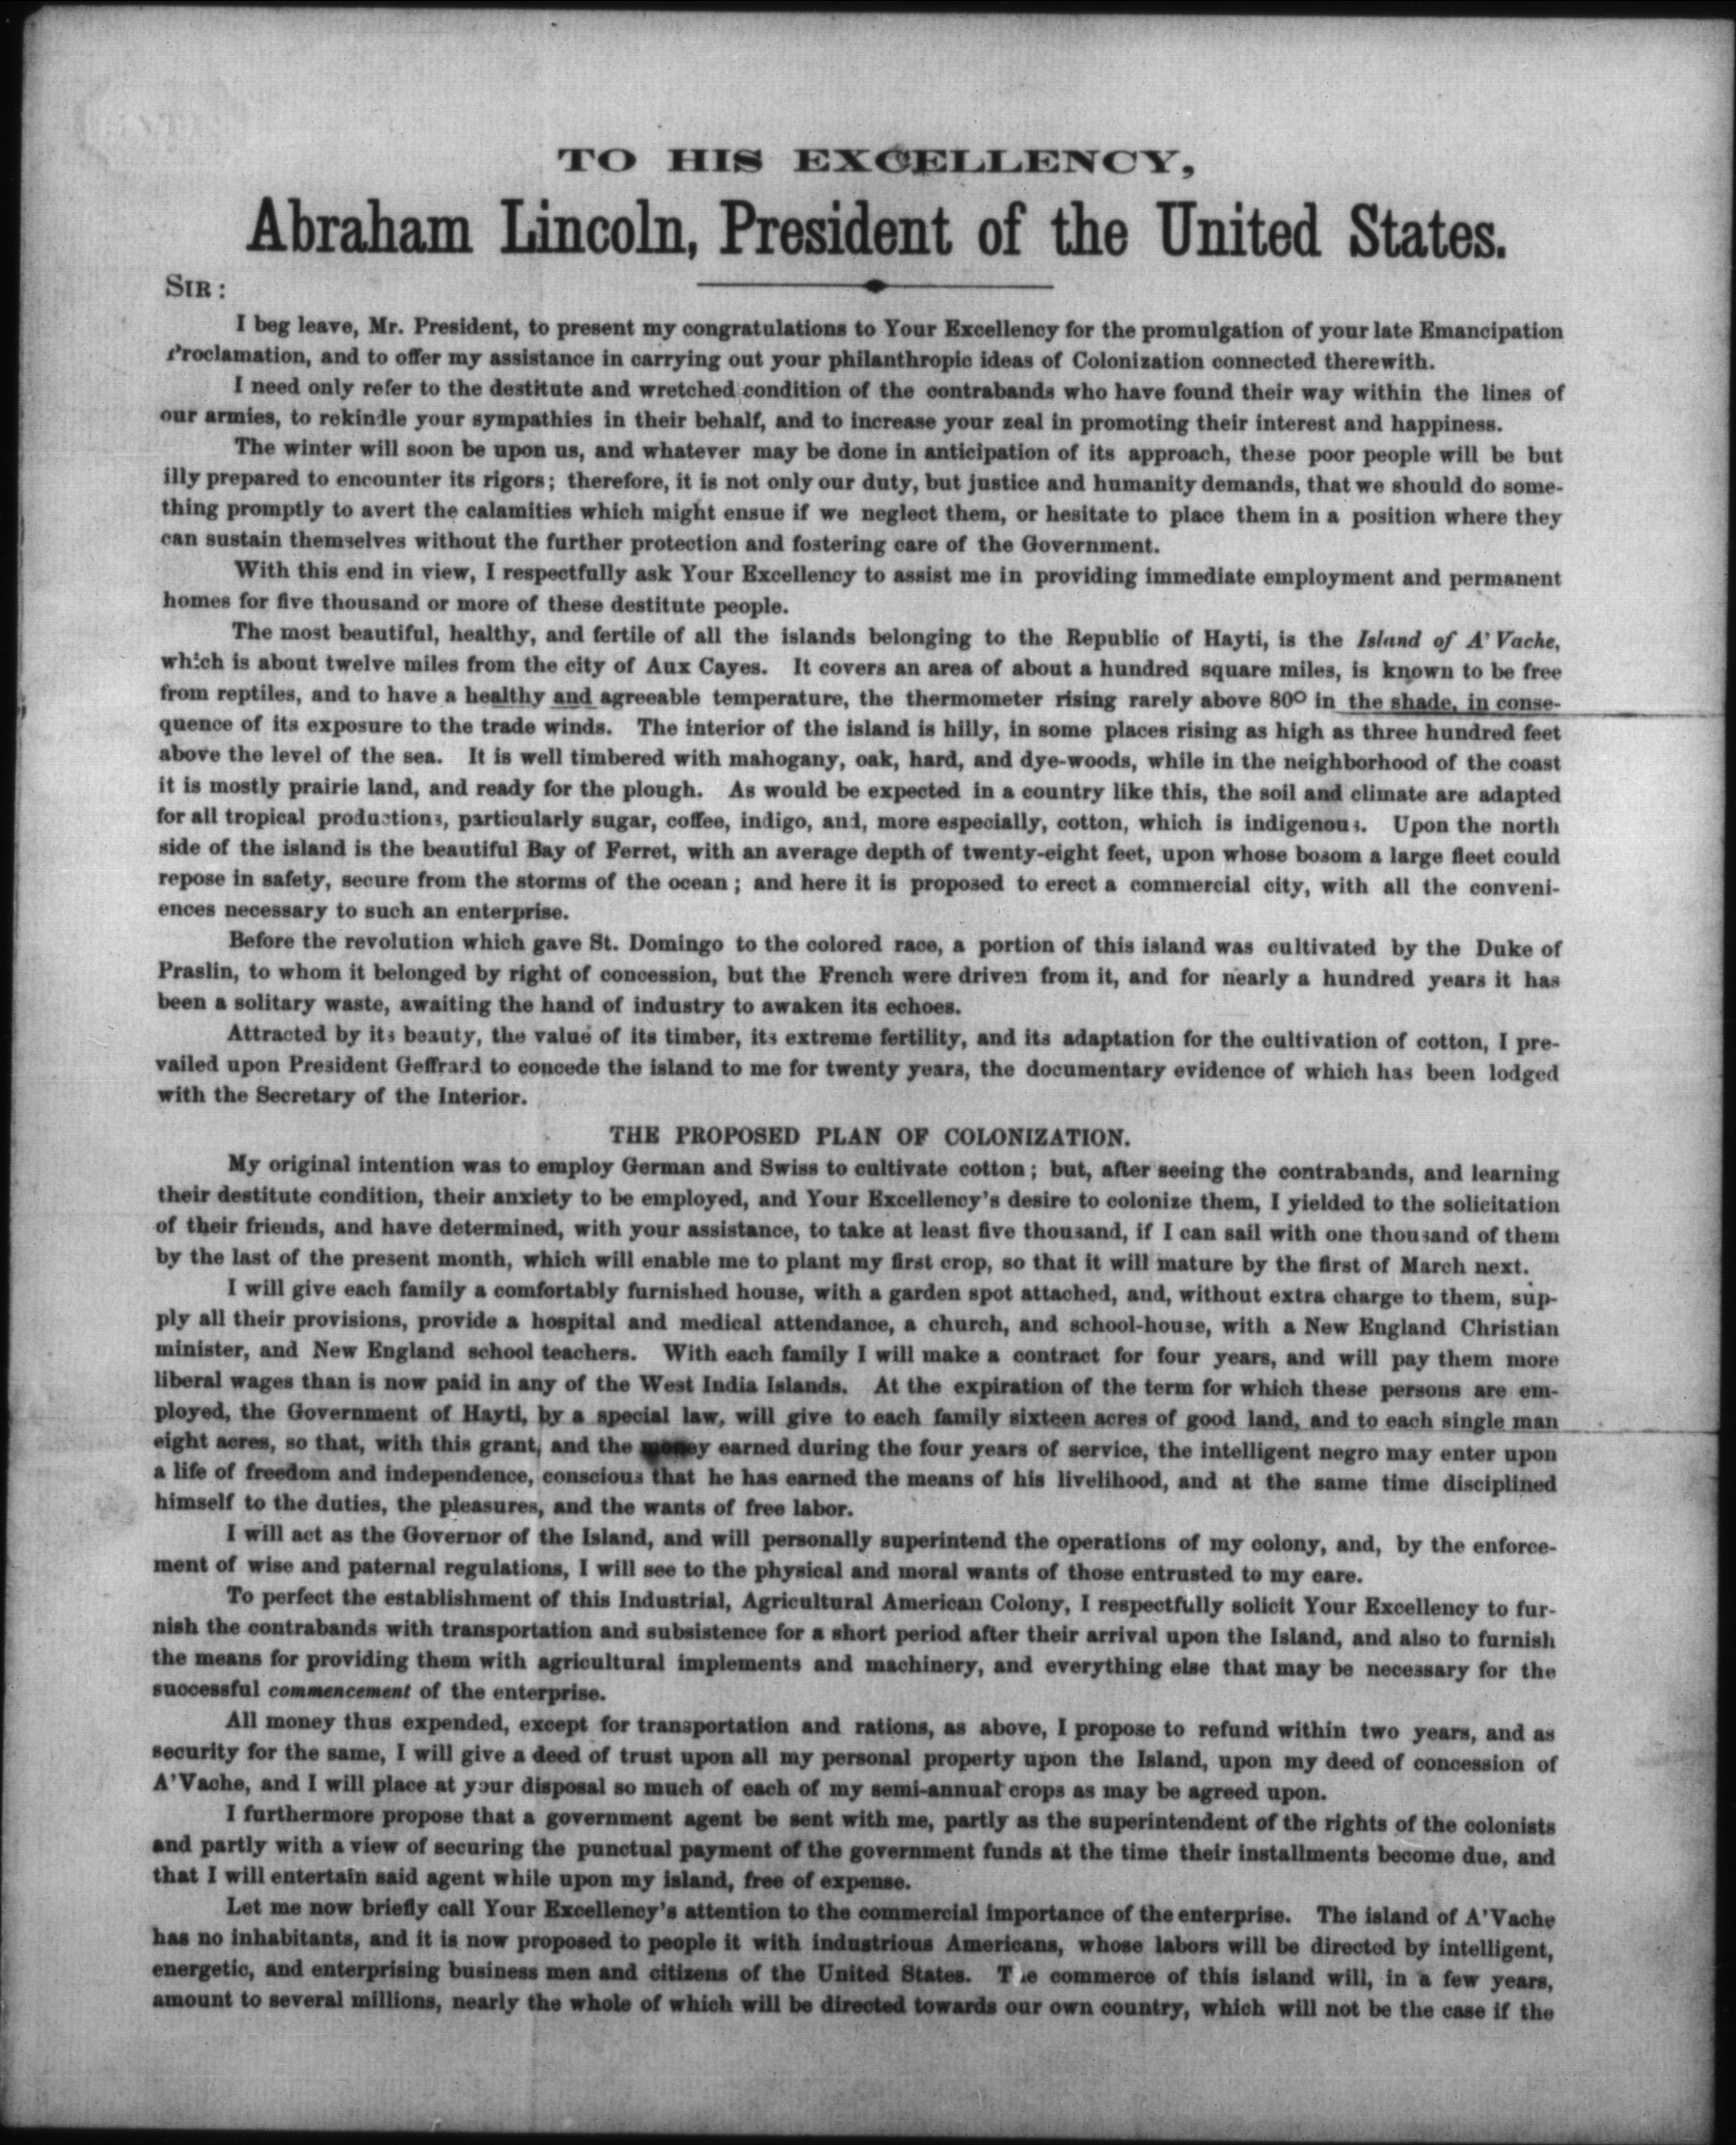 TO HIS EXCELLENCY,
Abraham Lincoln, President of the United States.
SIR:
I beg leave, Mr. President, to present my congratulations to Your Excellency for the promulgation of your late Emancipation
Proclamation, and to offer my assistance in carrying out your philanthropic ideas of Colonization connected therewith.
I need only refer to the destitute and wretched condition of the contrabands who have found their way within the lines of
our armies, to rekindle your sympathies in their behalf, and to increase your zeal in promoting their interest and happiness.
The winter will soon be upon us, and whatever may be done in anticipation of its approach, these poor people will be but
illy prepared to encounter its rigors; therefore, it is not only our duty, but justice and humanity demands, that we should do some-
thing promptly to avert the calamities which might ensue if we neglect them, or hesitate to place them in a position where they
can sustain themselves without the further protection and fostering care of the Government.
With this end in view, I respectfully ask Your Excellency to assist me in providing immediate employment and permanent
homes for five thousand or more of these destitute people.
The most beautiful, healthy, and fertile of all the islands belonging to the Republic of Hayti, is the Island of A' Vache,
which is about twelve miles from the city of Aux Cayes. It covers an area of about a hundred square miles, is known to be free
from reptiles, and to have a healthy and agreeable temperature, the thermometer rising rarely above 80° in the shade, in conse-
quence of its exposure to the trade winds. The interior of the island is hilly, in some places rising as high as three hundred feet
above the level of the sea. It is well timbered with mahogany, oak, hard, and dye-woods, while in the neighborhood of the coast
it is mostly prairie land, and ready for the plough. As would be expected in a country like this, the soil and climate are adapted
for all tropical productions, particularly sugar, coffee, indigo, and, more especially, cotton, which is indigenous. Upon the north
side of the island is the beautiful Bay of Ferret, with an average depth of twenty-eight feet, upon whose bosom a large fleet could
repose in safety, secure from the storms of the ocean; and here it is proposed to erect a commercial city, with all the conveni-
ences necessary to such an enterprise.
Before the revolution which gave St. Domingo to the colored race, a portion of this island was cultivated by the Duke of
Praslin, to whom it belonged by right of concession, but the French were driven from it, and for nearly a hundred years it has
been a solitary waste, awaiting the hand of industry to awaken its echoes.
Attracted by its beauty, the value of its timber, its extreme fertility, and its adaptation for the cultivation of cotton, I pre-
vailed upon President Geffrard to concede the island to me for twenty years, the documentary evidence of which has been lodged
with the Secretary of the Interior.
THE PROPOSED PLAN OF COLONIZATION.
My original intention was to employ German and Swiss to cultivate cotton; but, after seeing the contrabands, and learning
their destitute condition, their anxiety to be employed, and Your Excellency's desire to colonize them, I yielded to the solicitation
of their friends, and have determined, with your assistance, to take at least five thousand, if I can sail with one thousand of them
by the last of the present month, which will enable me to plant my first crop, so that it will mature by the first of March next.
I will give each family a comfortably furnished house, with a garden spot attached, and, without extra charge to them, sup-
ply all their provisions, provide a hospital and medical attendance, a church, and school-house, with a New England Christian
minister, and New England school teachers. With each family I will make a contract for four years, and will pay them more
liberal wages than is now paid in any of the West India Islands. At the expiration of the term for which these persons are em-
ployed, the Government of Hayti, by a special law, will give to each family sixteen acres of good land, and to each single man
eight acres, so that, with this grant, and the money earned during the four years of service, the intelligent negro may enter upon
a life of freedom and independence, conscious that he has earned the means of his livelihood, and at the same time disciplined
himself to the duties, the pleasures, and the wants of free labor.
I will act as the Governor of the Island, and will personally superintend the operations of my colony, and, by the enforce-
ment of wise and paternal regulations, I will see to the physical and moral wants of those entrusted to my care.
To perfect the establishment of this Industrial, Agricultural American Colony, I respectfully solicit Your Excellency to fur-
nish the contrabands with transportation and subsistence for a short period after their arrival upon the Island, and also to furnish
the means for providing them with agricultural implements and machinery, and everything else that may be necessary for the
successful commencement of the enterprise.
All money thus expended, except for transportation and rations, as above, I propose to refund within two years, and as
security for the same, I will give a deed of trust upon all my personal property upon the Island, upon my deed of concession of
A'Vache, and I will place at your disposal so much of each of my semi-annual crops as may be agreed upon.
I furthermore propose that a government agent be sent with me, partly as the superintendent of the rights of the colonists
and partly with a view of securing the punctual payment of the government funds at the time their installments become due, and
that I will entertain said agent while upon my island, free of expense.
Let me now briefly call Your Excellency's attention to the commercial importance of the enterprise. The island of A'Vache
has no inhabitants, and it is now proposed to people it with industrious Americans, whose labors will be directed by intelligent,
energetic, and enterprising business men and citizens of the United States. The commerce of this island will, in a few years,
amount to several millions, nearly the whole of which will be directed towards our own country, which will not be the case if the